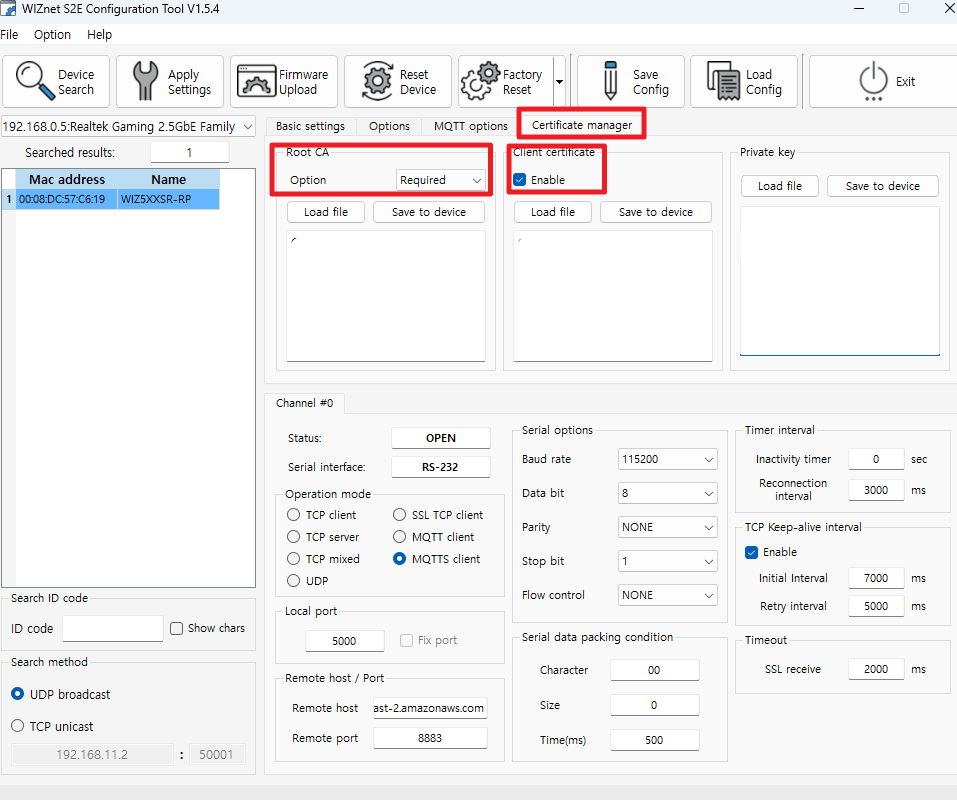 WIZnet S2E Configuration Tool V1.5.4
File Option Help
Device Search
Apply Settings
Firmware Upload
Reset Device
Factory Reset
Save Config
Load Config
Exit
192.168.0.5:Realtek Gaming 2.5GbE Family
Searched results: 1
Mac address Name
1 00:08:DC:57:C6:19 WIZ5XXSR-RP
Search ID code
ID code Show chars
Search method
UDP broadcast
TCP unicast
192.168.11.2 : 50001
Basic settings Options MQTT options Certificate manager
Root CA
Option Required
Load file Save to device
Client certificate
Enable
Load file Save to device
Private key
Load file Save to device
Channel #0
Status: OPEN
Serial interface: RS-232
Operation mode
TCP client SSL TCP client
TCP server MQTT client
TCP mixed MQTTS client
UDP
Local port
5000 Fix port
Remote host / Port
Remote host ast-2.amazonaws.com
Remote port 8883
Serial options
Baud rate 115200
Data bit 8
Parity NONE
Stop bit 1
Flow control NONE
Serial data packing condition
Character 00
Size 0
Time(ms) 500
Timer interval
Inactivity timer 0 sec
Reconnection interval 3000 ms
TCP Keep-alive interval
Enable
Initial Interval 7000 ms
Retry interval 5000 ms
Timeout
SSL receive 2000 ms